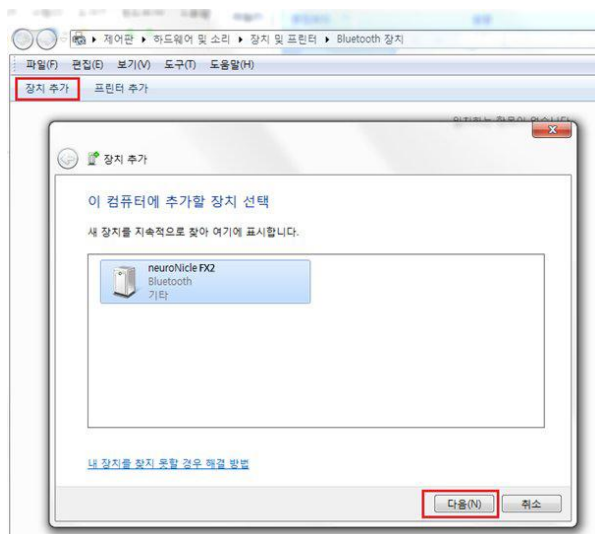 제어판 ▸ 하드웨어 및 소리 ▸ 장치 및 프린터 ▸ Bluetooth 장치
파일(F) 편집(E) 보기(V) 도구(T) 도움말(H)
장치 추가 프린터 추가
장치 추가
이 컴퓨터에 추가할 장치 선택
새 장치를 지속적으로 찾아 여기에 표시합니다.
neuroNicle FX2
Bluetooth
기타
내 장치를 찾지 못할 경우 해결 방법
다음(N) 취소